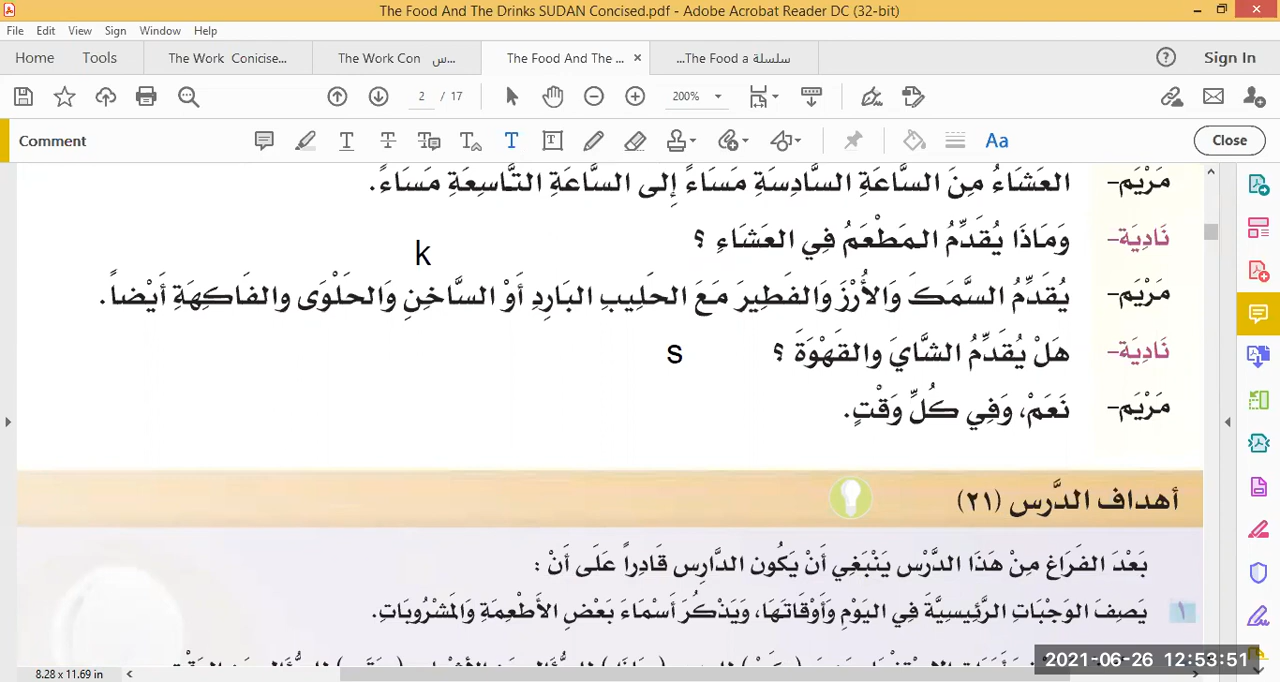 The Food And The Drinks SUDAN Concised.pdf - Adobe Acrobat Reader DC (32-bit)
File Edit View Sign Window Help
Home Tools The Work Conicise... The Work Con س... The Food And The ... × ...The Food a سلسلة ? Sign In
2 / 17 200%
Comment T T T T T Aa Close
مَرْيَم- العَشَاءُ مِنَ السَّاعَةِ السَّادِسَةِ مَسَاءً إِلى السَّاعَةِ التَّاسِعَةِ مَسَاءً.
نَادِيَة- وَمَاذَا يُقَدِّمُ المَطْعَمُ فِي العَشَاءِ ؟
k
مَرْيَم- يُقَدِّمُ السَّمَكَ وَالأُرْزَ وَالفَطِيرَ مَعَ الحَلِيبِ البَارِدِ أَوْ السَّاخِنِ وَالحَلْوَى والفَاكِهَةِ أَيْضاً.
نَادِيَة- هَلْ يُقَدِّمُ الشَّايَ والقَهْوَةَ ؟
s
مَرْيَم- نَعَمْ، وَفِي كُلِّ وَقْتٍ.
أهداف الدَّرس (٢١)
بَعْدَ الفَرَاغِ مِنْ هَذَا الدَّرْس يَنْبَغِي أَنْ يَكُون الدَّارِس قَادِراً عَلَى أَنْ :
١ يَصِفَ الوَجْبَاتِ الرَّئِيسِيَّةَ فِي اليَوْمِ وَأَوْقَاتَهَا، وَيَذْكُرَ أَسْمَاءَ بَعْضِ الأَطْعِمَةِ وَالمَشْرُوبَاتِ.
2021-06-26 12:53:51
8.28 x 11.69 in